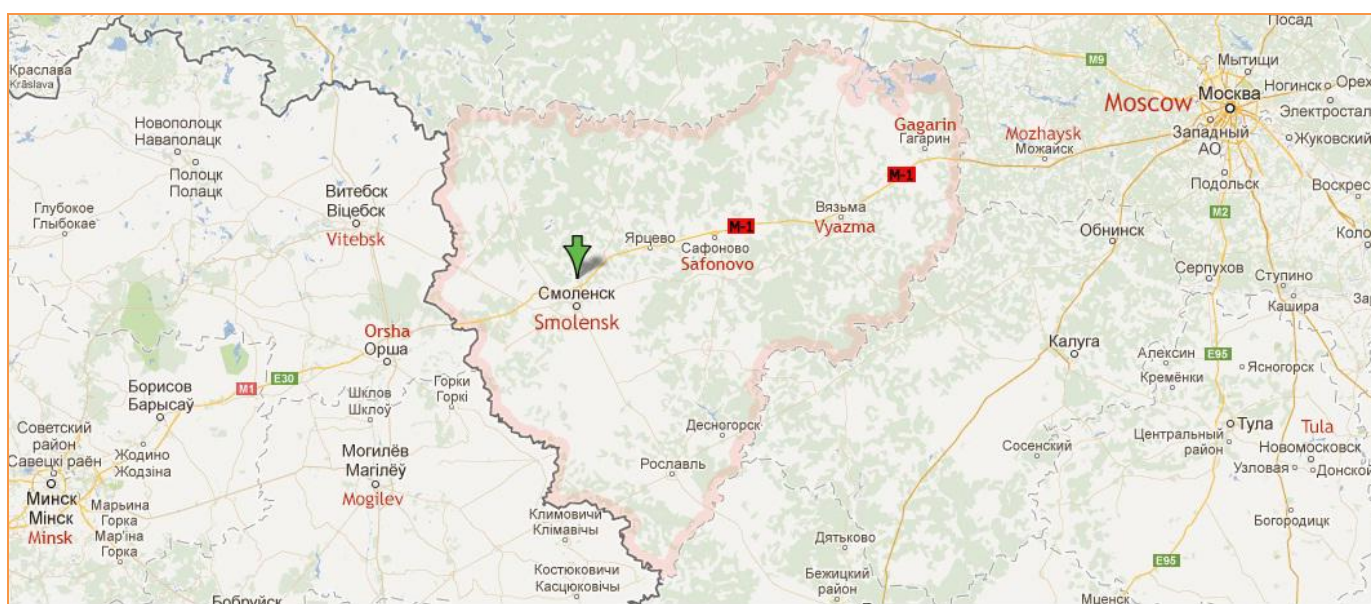 Посад
Краслава
Krāslava
M9
Мытищи
Ногинск
Орех
Moscow
Москва
Электростал
Новополоцк
Наваполацк
Gagarin
Гагарин
Mozhaysk
Можайск
Западный
АО
Жуковский
Полоцк
Полацк
M-1
Подольск
Воскрес
Витебск
Віцебск
Vitebsk
Глубокое
Глыбокае
Вязьма
Vyazma
M2
Обнинск
Коло
M-1
Ярцево
Сафоново
Safonovo
Серпухов
Ступино
Кашира
Зар
Смоленск
Smolensk
Orsha
Орша
Калуга
E95
Алексин
Ясногорск
Кремёнки
E30
M1
Борисов
Барысаў
Горки
Горкі
Шклов
Шклоў
Советский
район
Савецкі раён
Десногорск
Тула
Tula
Центральный
район
Новомосковск
Сосенский
Жодино
Жодзіна
Могилёв
Магілёў
Mogilev
Рославль
Узловая
Донской
Минск
Мінск
Minsk
Марьина
Горка
Мар'іна
Горка
Климовичи
Клімавічы
Богородицк
Дятьково
E95
Костюковичи
Касцюковічы
Бежицкий
район
Бобруйск
Мценск